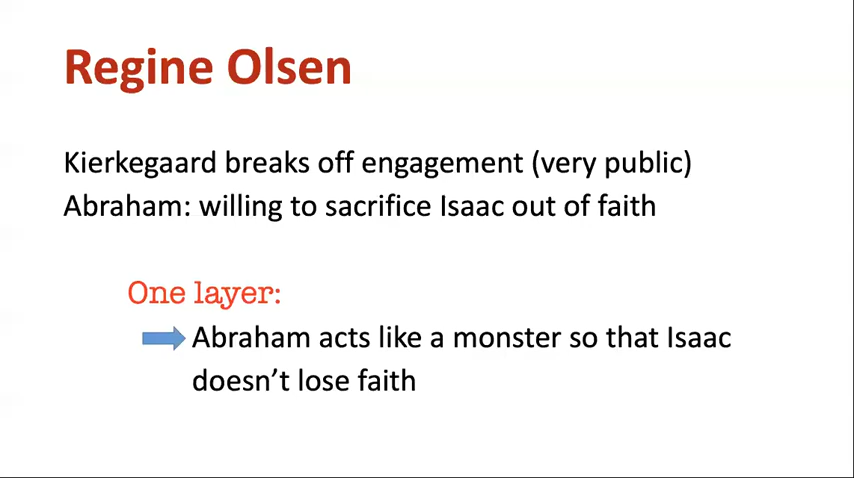 Regine Olsen
Kierkegaard breaks off engagement (very public)
Abraham: willing to sacrifice Isaac out of faith
One layer:
Abraham acts like a monster so that Isaac
doesn’t lose faith